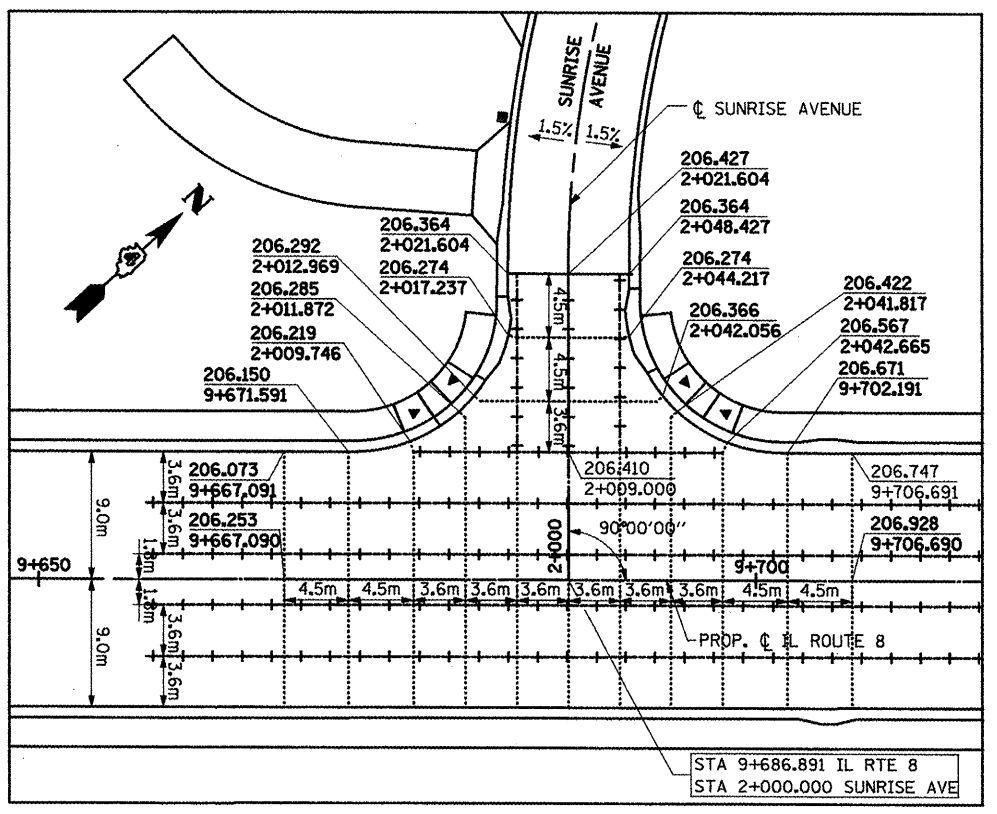 SUNRISE
AVENUE
℄ SUNRISE AVENUE
1.5%
1.5%
N
206.427
2+021.604
206.364
2+048.427
206.364
2+021.604
206.292
2+012.969
206.274
2+017.237
206.274
2+044.217
206.422
2+041.817
206.285
2+011.872
206.366
2+042.056
206.567
2+042.665
206.219
2+009.746
206.671
9+702.191
206.150
9+671.591
4.5m
4.5m
3.6m
206.073
9+667.091
206.410
2+009.000
206.747
9+706.691
206.253
9+667.090
206.928
9+706.690
3.6m
3.6m
9.0m
1.8m
2+000
90°00'00"
9+650
9+700
4.5m
4.5m
3.6m
3.6m
3.6m
3.6m
3.6m
3.6m
4.5m
4.5m
1.8m
9.0m
3.6m
3.6m
PROP. ℄ IL ROUTE 8
STA 9+686.891 IL RTE 8
STA 2+000.000 SUNRISE AVE